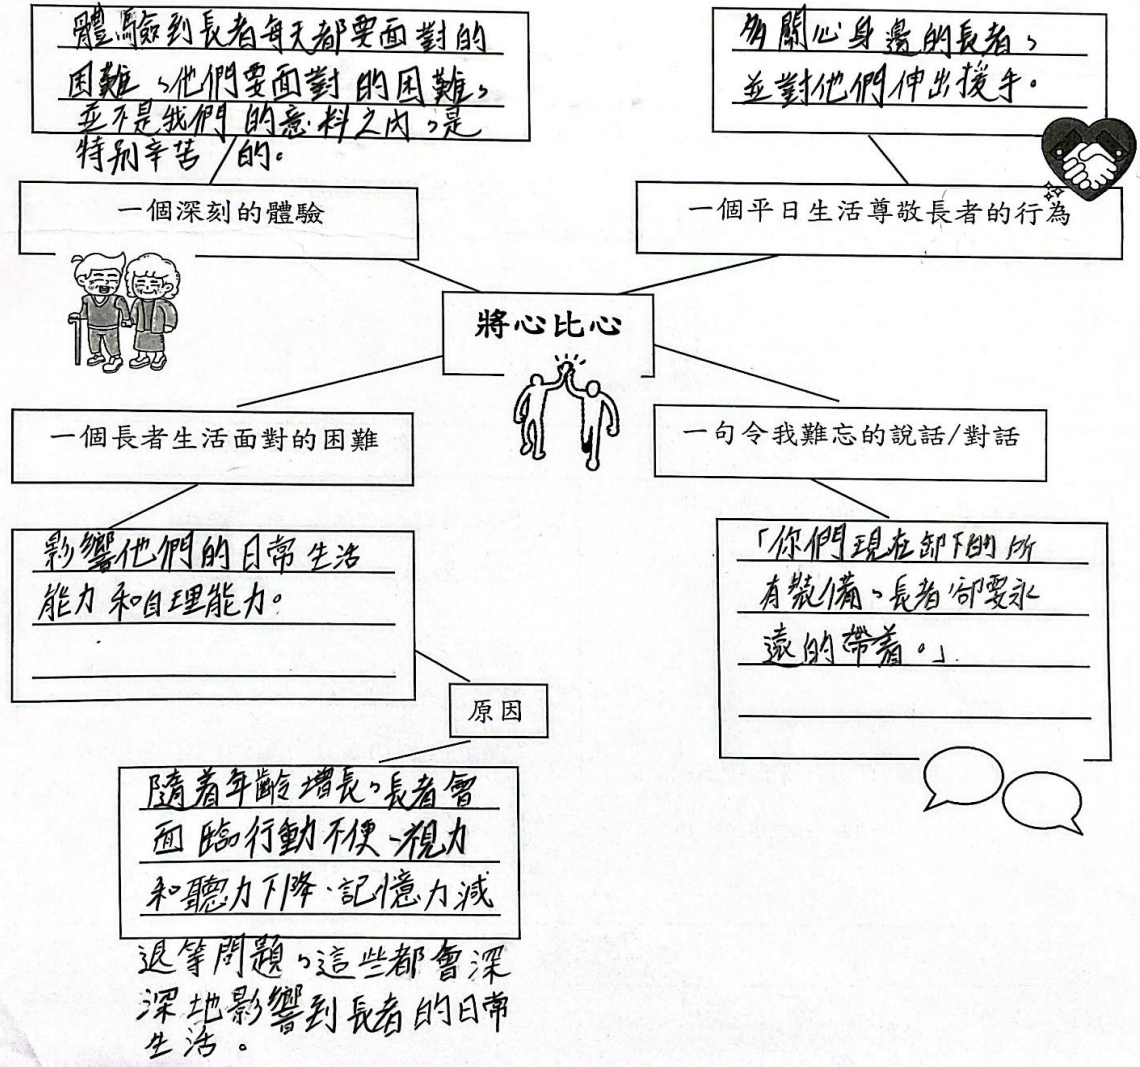 體驗到長者每天都要面對的
困難,他們要面對的困難,
並不是我們的意料之內,是
特别辛苦的。
一個深刻的體驗
多關心身邊的長者,
並對他們伸出援手。
一個平日生活尊敬長者的行為
將心比心
一個長者生活面對的困難
影響他們的日常生活
能力和自理能力。
原因
隨着年齡增長,長者會
面臨行動不便、視力
和聽力下降、記憶力減
退等問題,這些都會深
深地影響到長者的日常
生活。
一句令我難忘的說話/對話
「你們現在卸下的所
有裝備,長者卻要永
遠的帶着。」